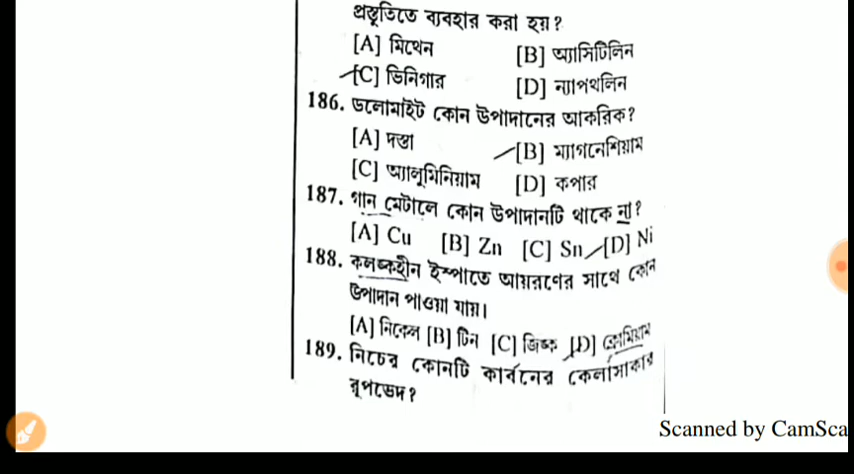 প্রস্তুতিতে ব্যবহার করা হয়?
[A] মিথেন [B] অ্যাসিটিলিন
[C] ভিনিগার [D] ন্যাপথলিন
186. ডলোমাইট কোন উপাদানের আকরিক?
[A] দস্তা [B] ম্যাগনেশিয়াম
[C] অ্যালুমিনিয়াম [D] কপার
187. গান মেটালে কোন উপাদানটি থাকে না?
[A] Cu [B] Zn [C] Sn [D] Ni
188. কলঙ্কহীন ইস্পাতে আয়রণের সাথে কোন
উপাদান পাওয়া যায়।
[A] নিকেল [B] টিন [C] জিঙ্ক [D] ক্রোমিয়াম
189. নিচের কোনটি কার্বনের কেলাসাকার
রূপভেদ?
Scanned by CamSca